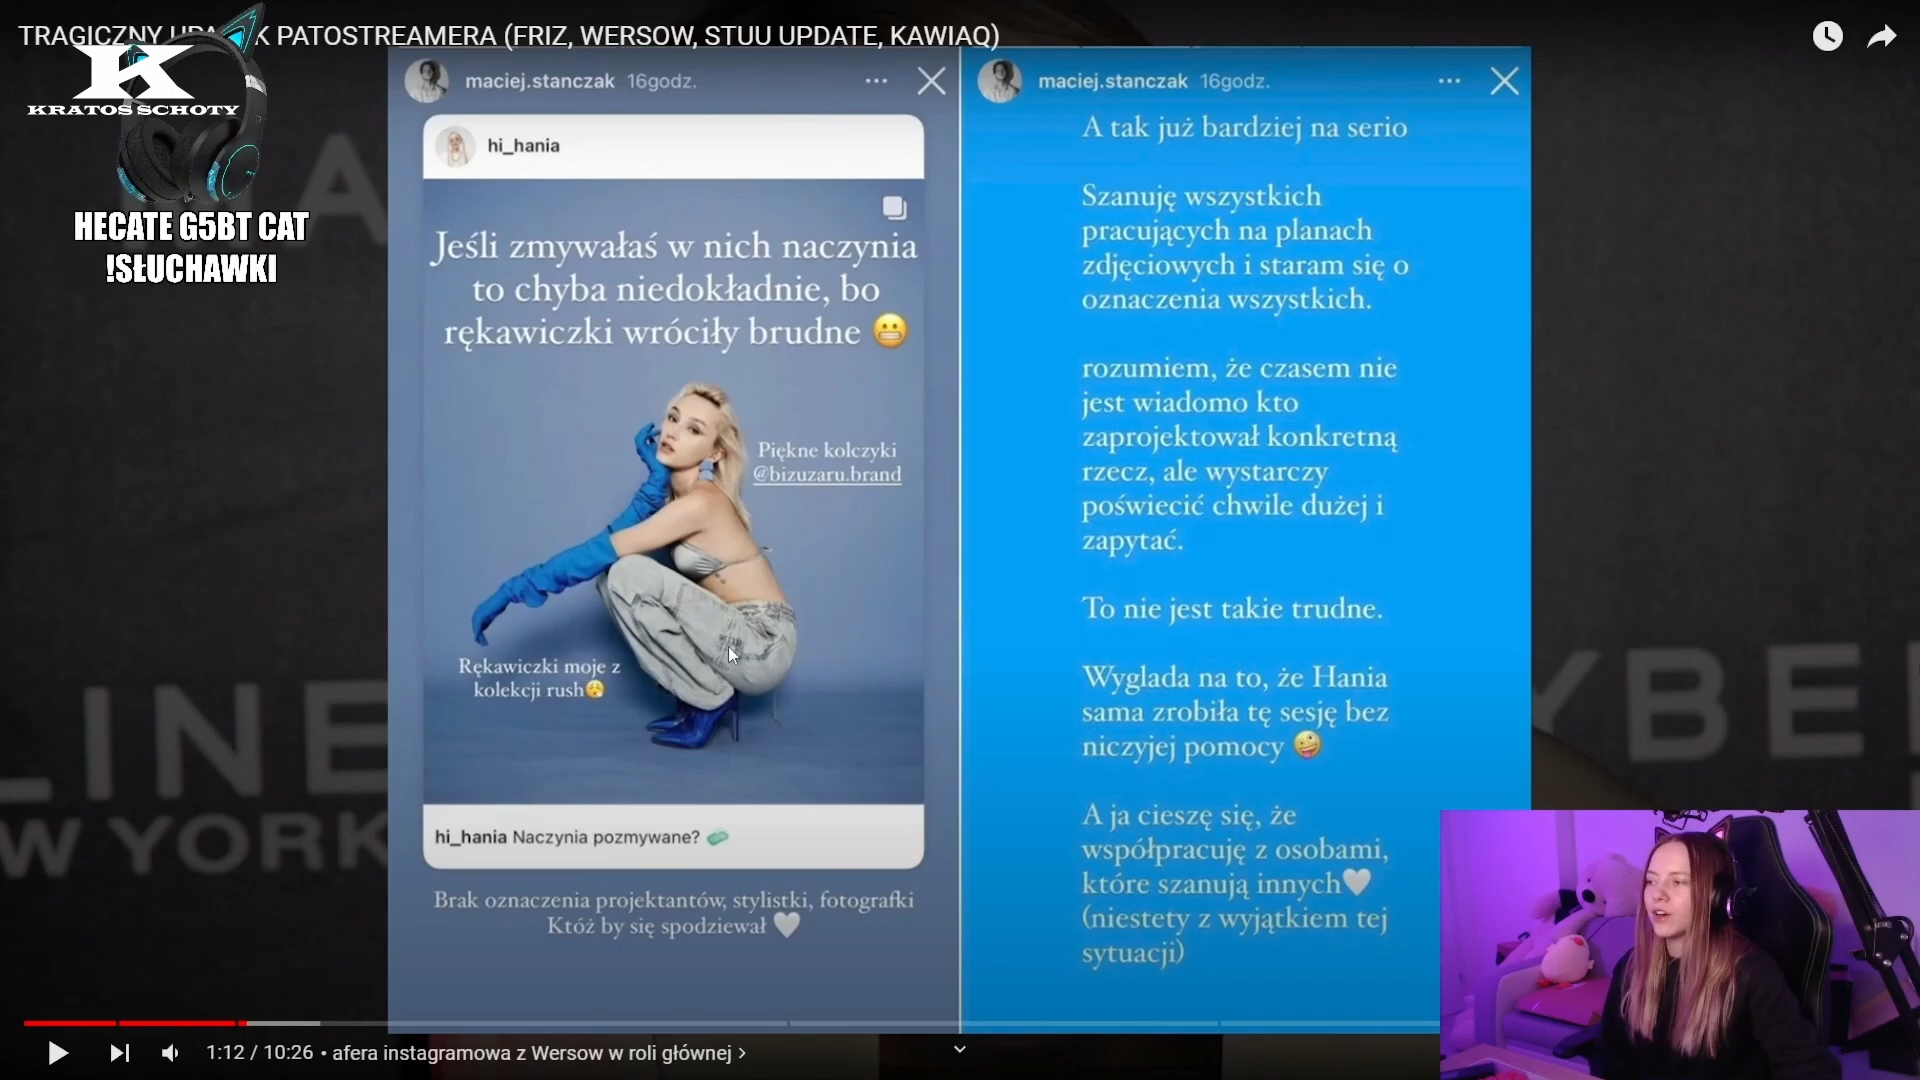 TRAGICZNY UPADEK PATOSTREAMERA (FRIZ, WERSOW, STUU UPDATE, KAWIAQ)
K
KRATOS SCHOTY
HECATE G5BT CAT
!SŁUCHAWKI
maciej.stanczak 16godz.
hi_hania
Jeśli zmywałaś w nich naczynia
to chyba niedokładnie, bo
rękawiczki wróciły brudne 😬
Piękne kolczyki
@bizuzaru.brand
Rękawiczki moje z
kolekcji rush😮‍💨
hi_hania Naczynia pozmywane? 🧼
Brak oznaczenia projektantów, stylistki, fotografki
Któż by się spodziewał 🤍
maciej.stanczak 16godz.
A tak już bardziej na serio
Szanuję wszystkich
pracujących na planach
zdjęciowych i staram się o
oznaczenia wszystkich.
rozumiem, że czasem nie
jest wiadomo kto
zaprojektował konkretną
rzecz, ale wystarczy
poświecić chwile dużej i
zapytać.
To nie jest takie trudne.
Wyglada na to, że Hania
sama zrobiła tę sesję bez
niczyjej pomocy 🤪
A ja cieszę się, że
współpracuję z osobami,
które szanują innych🤍
(niestety z wyjątkiem tej
sytuacji)
LINE
W YORK
YBE
1:12 / 10:26 • afera instagramowa z Wersow w roli głównej